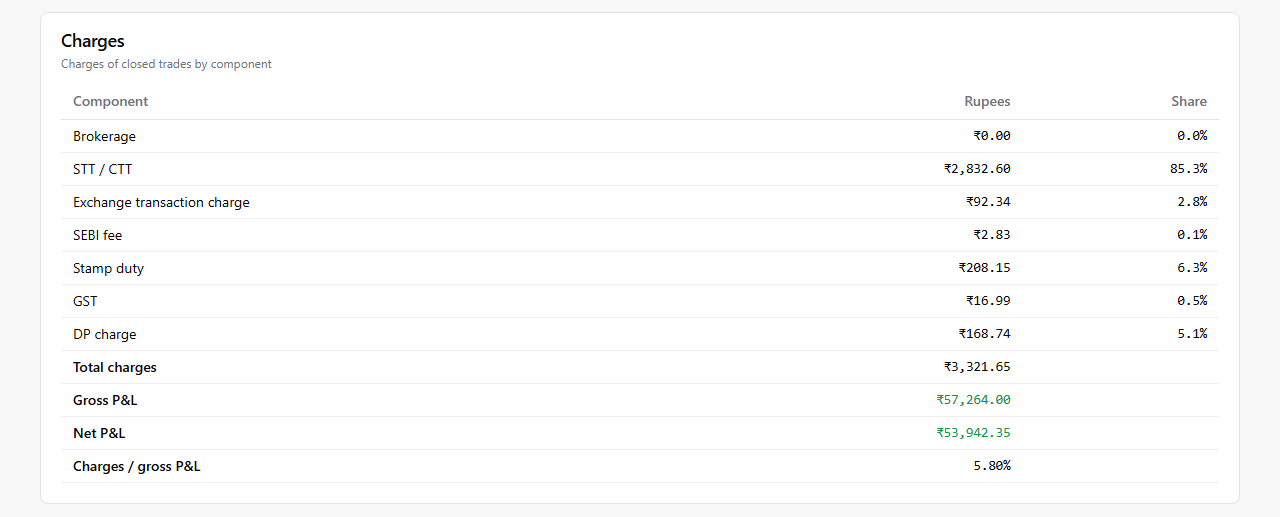 Charges
Charges of closed trades by component
Component Rupees Share
Brokerage ₹0.00 0.0%
STT / CTT ₹2,832.60 85.3%
Exchange transaction charge ₹92.34 2.8%
SEBI fee ₹2.83 0.1%
Stamp duty ₹208.15 6.3%
GST ₹16.99 0.5%
DP charge ₹168.74 5.1%
Total charges ₹3,321.65
Gross P&L ₹57,264.00
Net P&L ₹53,942.35
Charges / gross P&L 5.80%